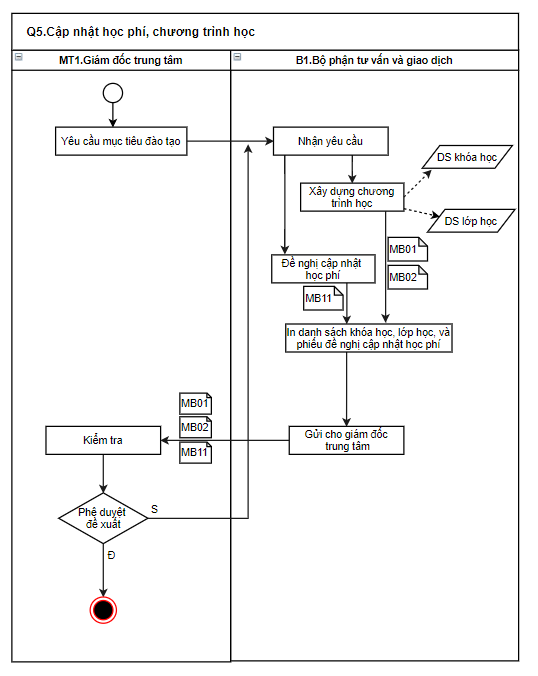 Q5.Cập nhật học phí, chương trình học
MT1.Giám đốc trung tâm
B1.Bộ phận tư vấn và giao dịch
Yêu cầu mục tiêu đào tạo
Nhận yêu cầu
DS khóa học
Xây dựng chương
trình học
DS lớp học
MB01
Đề nghị cập nhật
học phí
MB02
MB11
In danh sách khóa học, lớp học, và
phiếu đề nghị cập nhật học phí
MB01
MB02
MB11
Kiểm tra
Gửi cho giám đốc
trung tâm
Phê duyệt
đề xuất
S
Đ